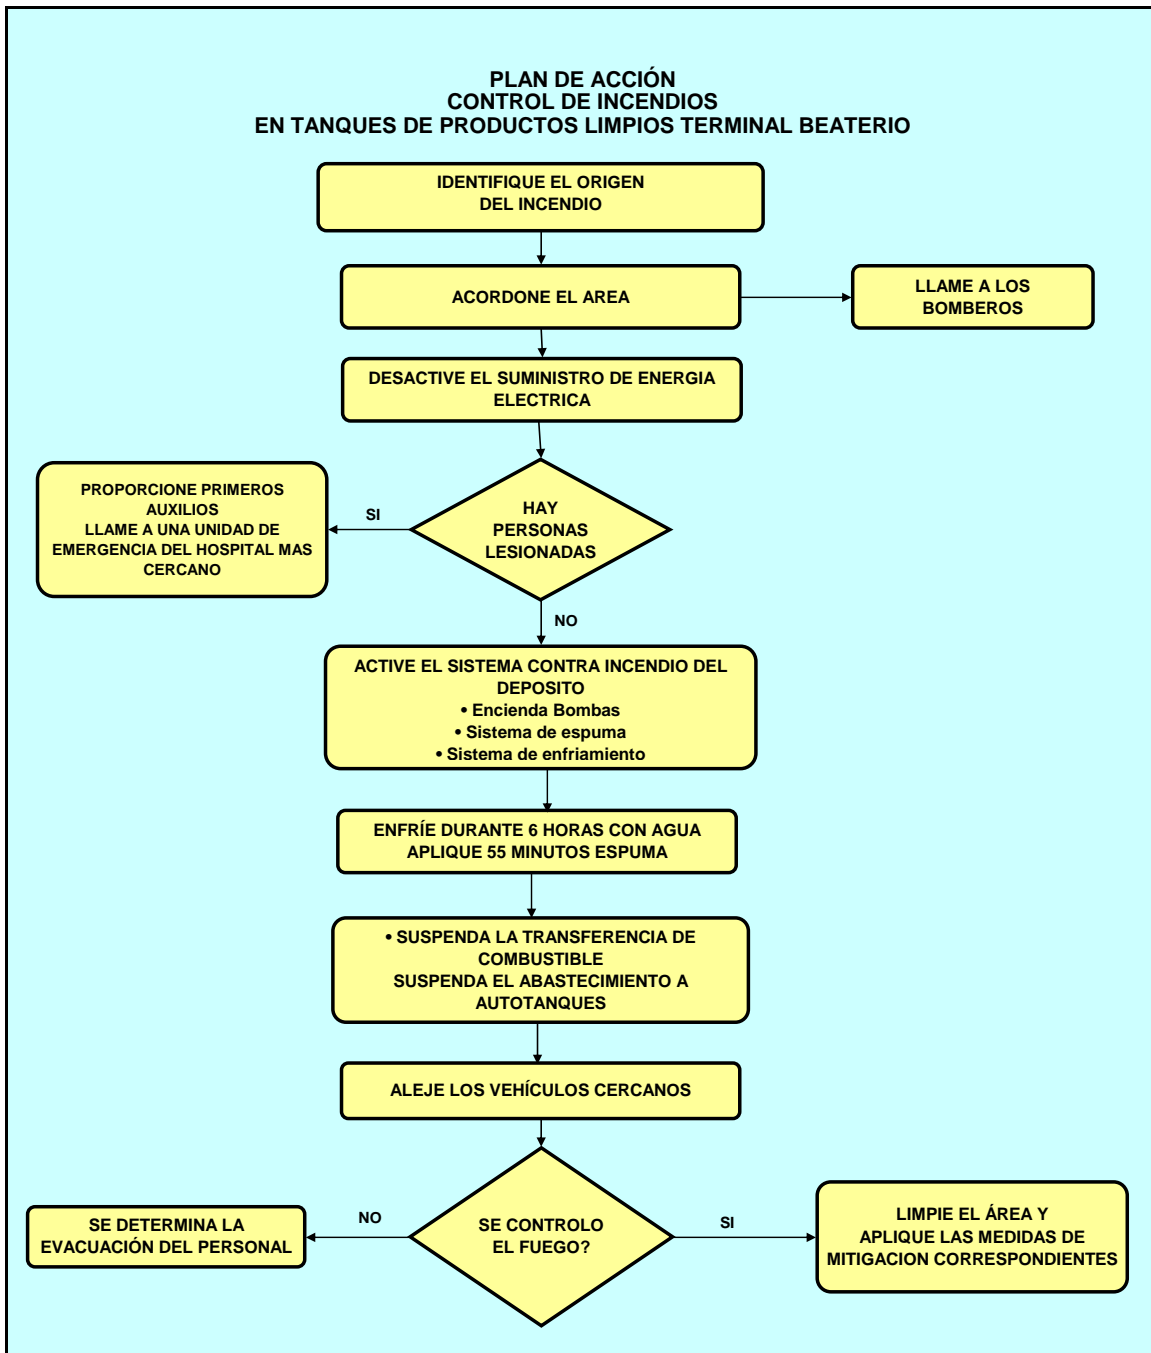 PLAN DE ACCIÓN
CONTROL DE INCENDIOS
EN TANQUES DE PRODUCTOS LIMPIOS TERMINAL BEATERIO
IDENTIFIQUE EL ORIGEN
DEL INCENDIO
ACORDONE EL AREA
LLAME A LOS
BOMBEROS
DESACTIVE EL SUMINISTRO DE ENERGIA
ELECTRICA
HAY
PERSONAS
LESIONADAS
SI
PROPORCIONE PRIMEROS
AUXILIOS
LLAME A UNA UNIDAD DE
EMERGENCIA DEL HOSPITAL MAS
CERCANO
NO
ACTIVE EL SISTEMA CONTRA INCENDIO DEL
DEPOSITO
• Encienda Bombas
• Sistema de espuma
• Sistema de enfriamiento
ENFRÍE DURANTE 6 HORAS CON AGUA
APLIQUE 55 MINUTOS ESPUMA
• SUSPENDA LA TRANSFERENCIA DE
COMBUSTIBLE
SUSPENDA EL ABASTECIMIENTO A
AUTOTANQUES
ALEJE LOS VEHÍCULOS CERCANOS
SE CONTROLO
EL FUEGO?
NO
SE DETERMINA LA
EVACUACIÓN DEL PERSONAL
SI
LIMPIE EL ÁREA Y
APLIQUE LAS MEDIDAS DE
MITIGACION CORRESPONDIENTES